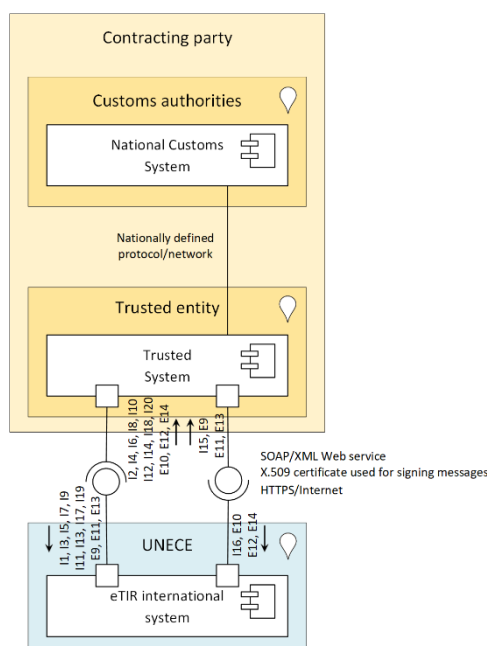 Contracting party
Customs authorities
National Customs
System
Nationally defined
protocol/network
Trusted entity
Trusted
System
I2, I4, I6, I8, I10
I12, I14, I18, I20
E10, E12, E14
I15, E9
E11, E13
SOAP/XML Web service
X.509 certificate used for signing messages
HTTPS/Internet
I1, I3, I5, I7, I9
I11, I13, I17, I19
E9, E11, E13
I16, E10
E12, E14
UNECE
eTIR international
system